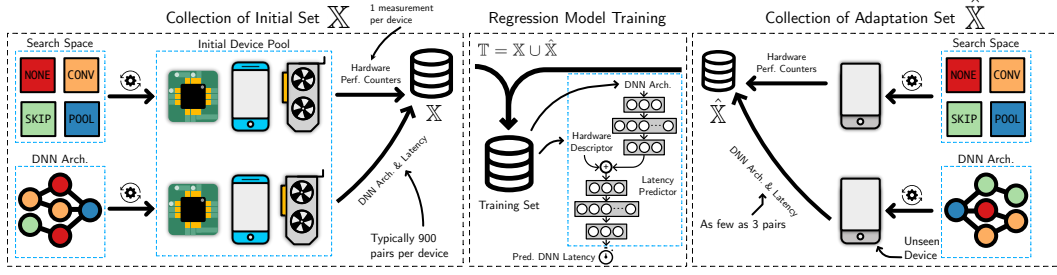 Collection of Initial Set 𝕏
1 measurement
per device
Search Space
Initial Device Pool
NONE
CONV
SKIP
POOL
Hardware
Perf. Counters
𝕏
DNN Arch.
DNN Arch. & Latency
Typically 900
pairs per device
Regression Model Training
𝕋 = 𝕏 ∪ 𝕏̂
DNN Arch.
Hardware
Descriptor
+
Latency
Predictor
Training Set
Pred. DNN Latency
Collection of Adaptation Set 𝕏̂
Search Space
Hardware
Perf. Counters
NONE
CONV
SKIP
POOL
𝕏̂
DNN Arch.
DNN Arch. & Latency
As few as 3 pairs
Unseen
Device